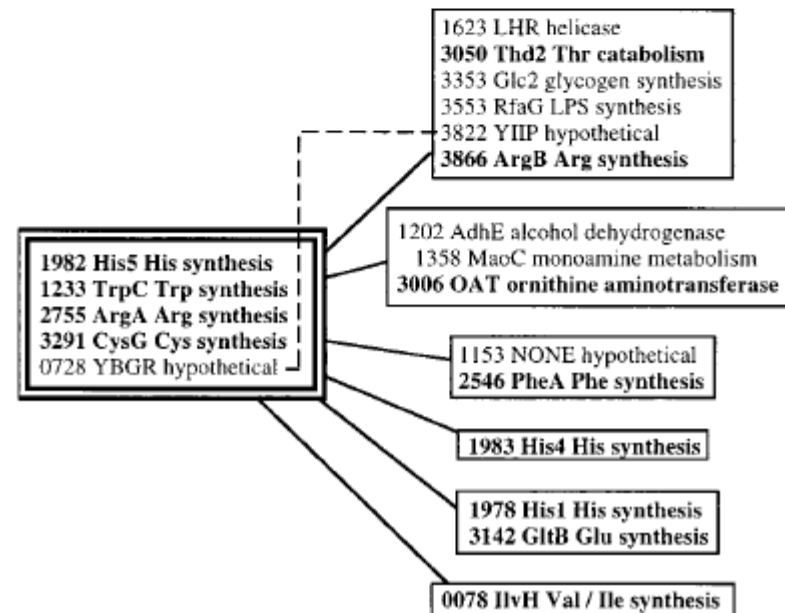 1623 LHR helicase
3050 Thd2 Thr catabolism
3353 Glc2 glycogen synthesis
3553 RfaG LPS synthesis
3822 YIIP hypothetical
3866 ArgB Arg synthesis
1982 His5 His synthesis
1233 TrpC Trp synthesis
2755 ArgA Arg synthesis
3291 CysG Cys synthesis
0728 YBGR hypothetical
1202 AdhE alcohol dehydrogenase
1358 MaoC monoamine metabolism
3006 OAT ornithine aminotransferase
1153 NONE hypothetical
2546 PheA Phe synthesis
1983 His4 His synthesis
1978 His1 His synthesis
3142 GltB Glu synthesis
0078 IlvH Val / Ile synthesis